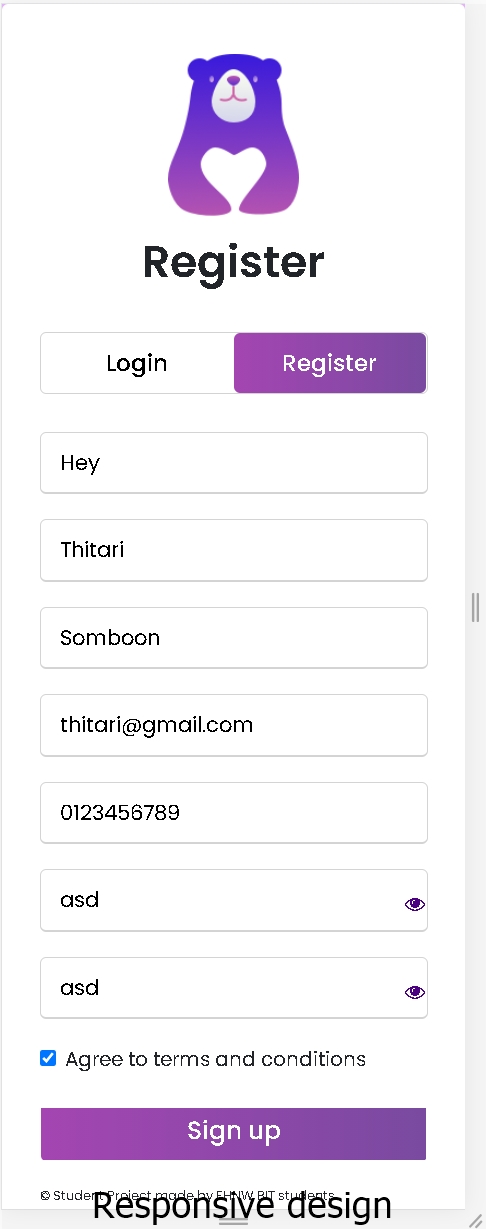 Register
Login
Register
Hey
Thitari
Somboon
thitari@gmail.com
0123456789
asd
asd
Agree to terms and conditions
Sign up
© Student Project made by FHNW BIT students
Responsive design